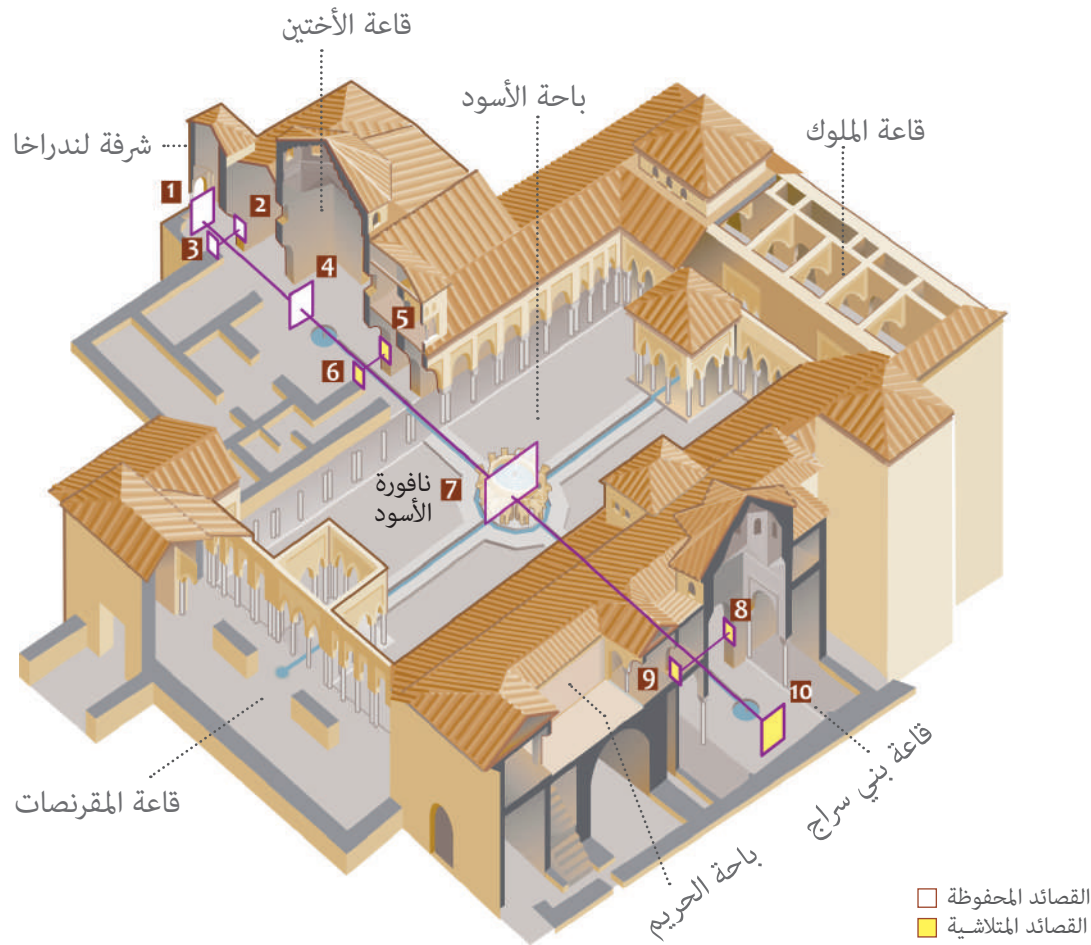 قاعة الأختين
باحة الأسود
قاعة الملوك
شرفة لندراخا
1
2
3
4
5
6
7
نافورة
الأسود
8
9
10
قاعة بني سراج
قاعة المقرنصات
باحة الحريم
القصائد المحفوظة
القصائد المتلاشية